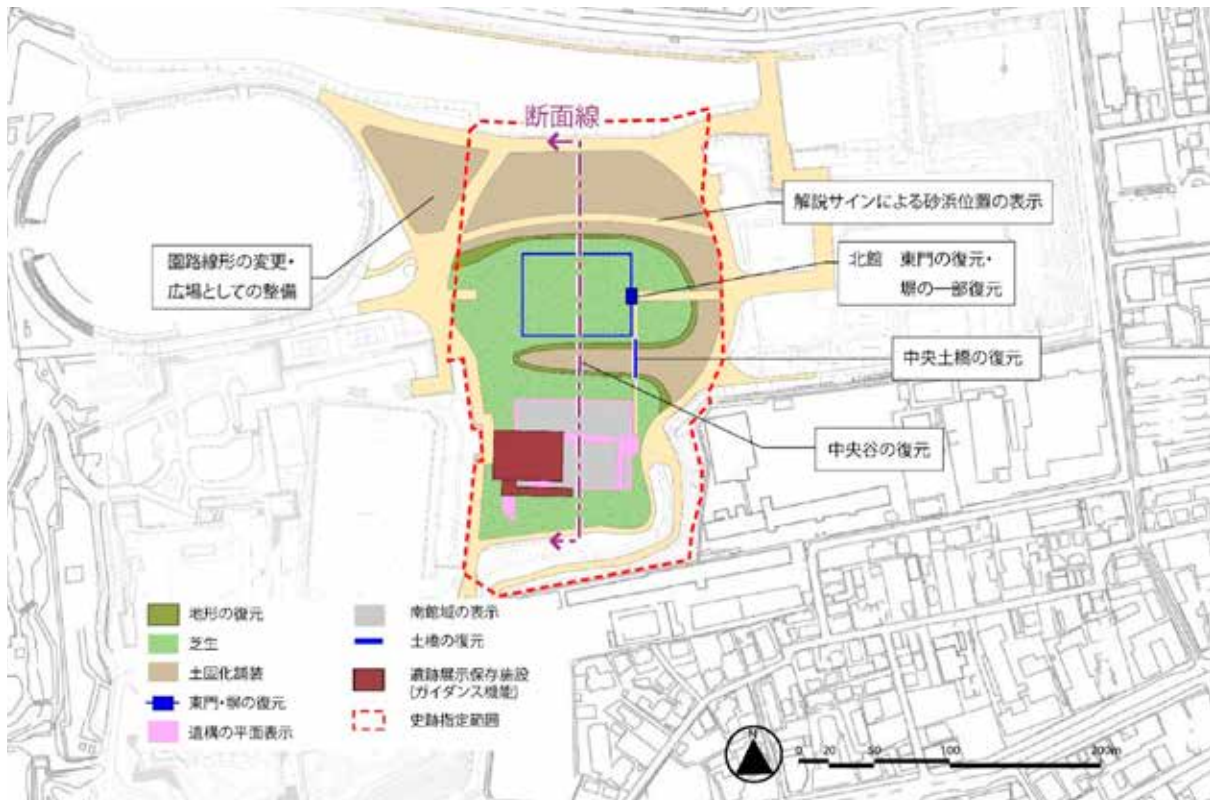 断面線
解説サインによる砂浜位置の表示
園路線形の変更・
広場としての整備
北館 東門の復元・
塀の一部復元
中央土橋の復元
中央谷の復元
地形の復元
芝生
土固化舗装
東門・塀の復元
遺構の平面表示
南館域の表示
土橋の復元
遺跡展示保存施設
(ガイダンス機能)
史跡指定範囲
N
0 20 50 100 200m